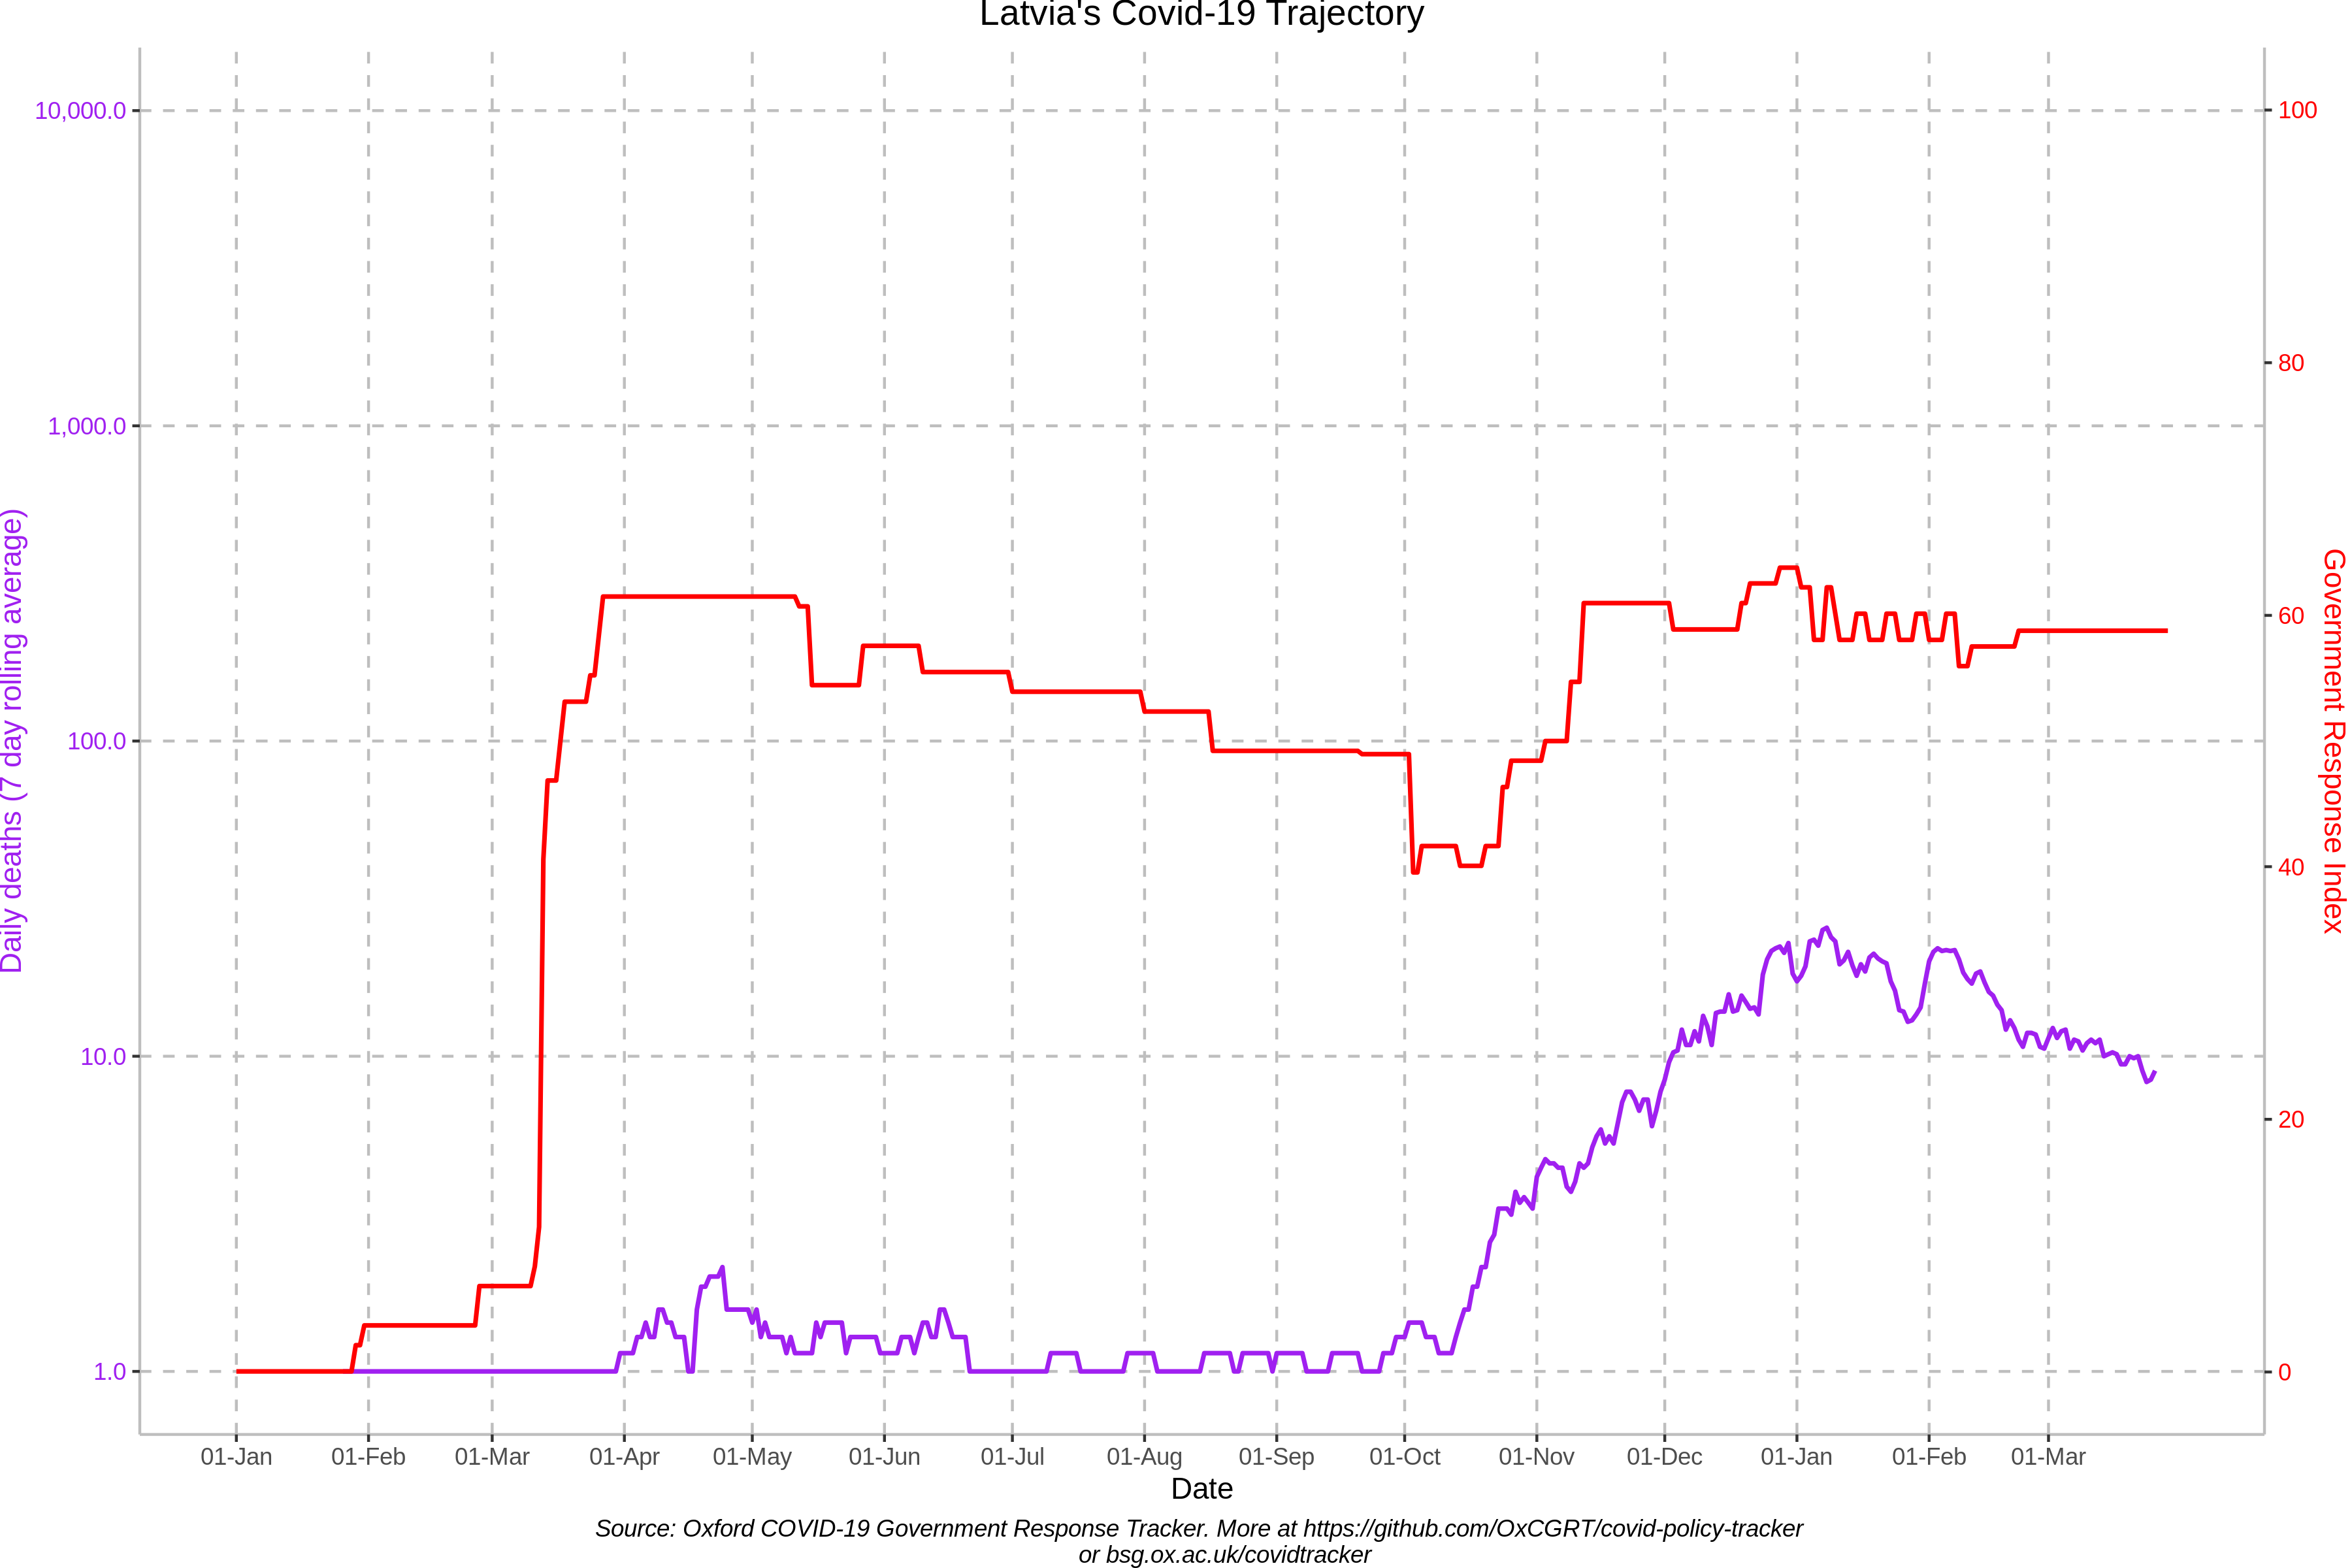 Latvia's Covid-19 Trajectory
10,000.0
1,000.0
100.0
10.0
1.0
Daily deaths (7 day rolling average)
100
80
60
40
20
0
Government Response Index
01-Jan 01-Feb 01-Mar 01-Apr 01-May 01-Jun 01-Jul 01-Aug 01-Sep 01-Oct 01-Nov 01-Dec 01-Jan 01-Feb 01-Mar
Date
Source: Oxford COVID-19 Government Response Tracker. More at https://github.com/OxCGRT/covid-policy-tracker
or bsg.ox.ac.uk/covidtracker